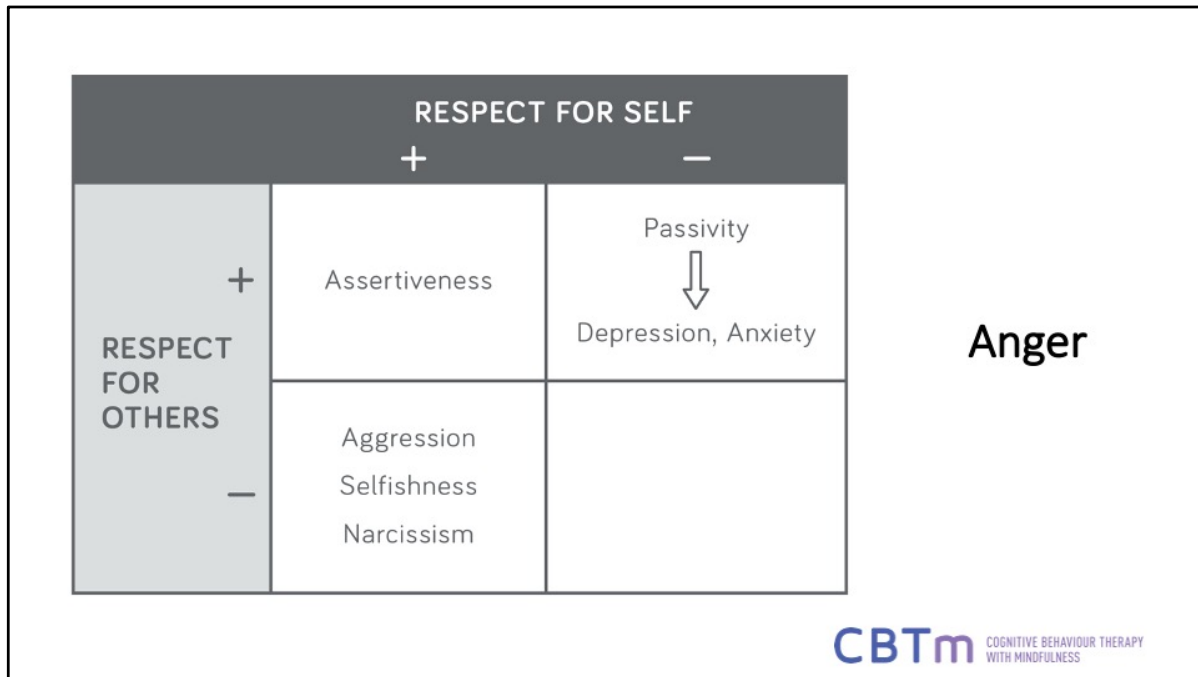 RESPECT FOR SELF
+ −
RESPECT
FOR
OTHERS
+
−
Assertiveness
Passivity
Depression, Anxiety
Aggression
Selfishness
Narcissism
Anger
CBTm COGNITIVE BEHAVIOUR THERAPY
WITH MINDFULNESS